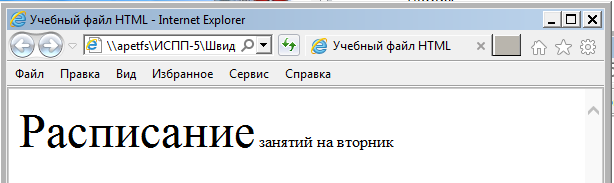 Учебный файл HTML - Internet Explorer
\\apetfs\ИСПП-5\Швид
Учебный файл HTML
Файл Правка Вид Избранное Сервис Справка
Расписание занятий на вторник